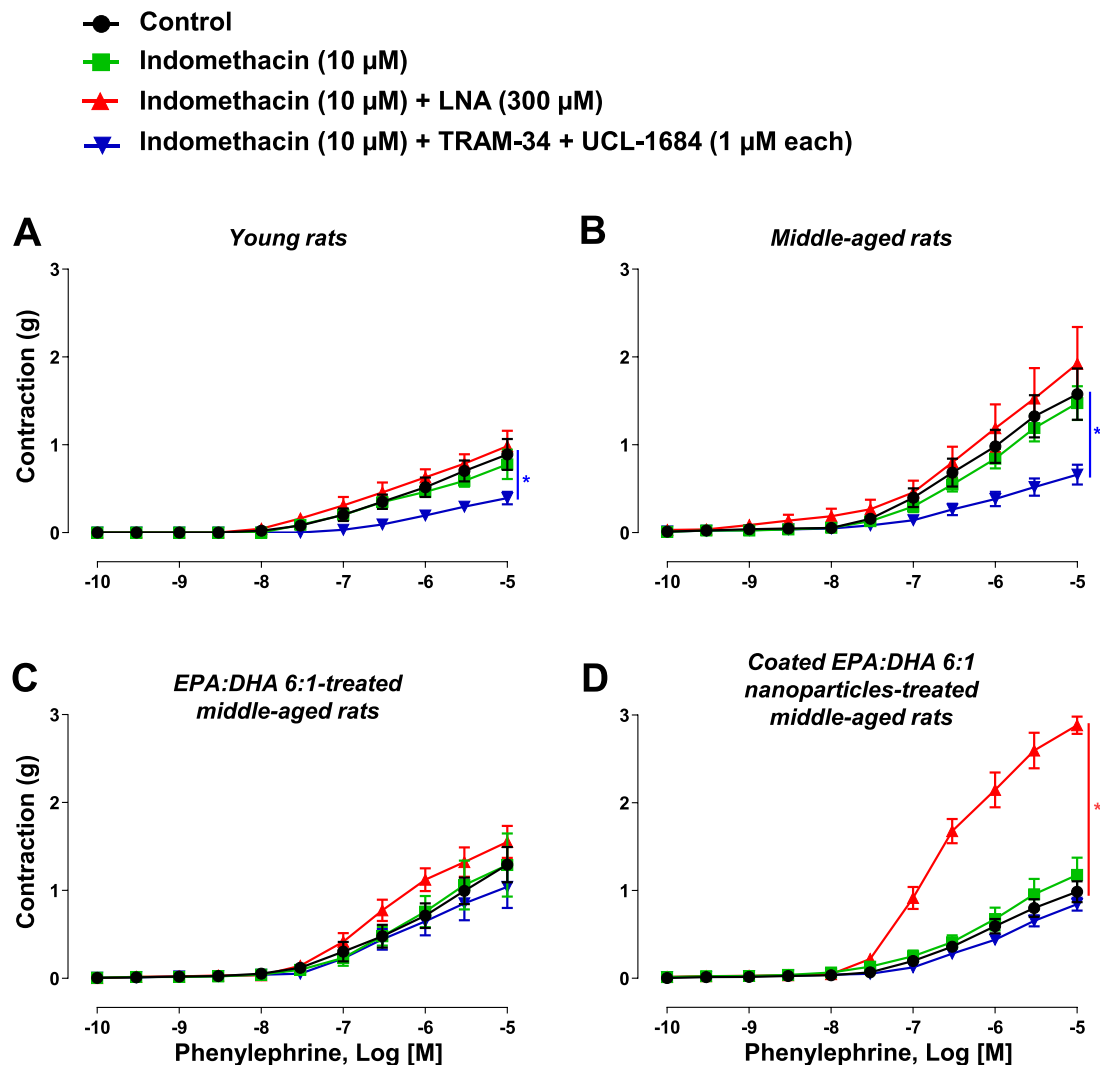 Control
Indomethacin (10 µM)
Indomethacin (10 µM) + LNA (300 µM)
Indomethacin (10 µM) + TRAM-34 + UCL-1684 (1 µM each)
A
Young rats
Contraction (g)
3
2
1
0
*
-10 -9 -8 -7 -6 -5
B
Middle-aged rats
3
2
1
0
*
-10 -9 -8 -7 -6 -5
C
EPA:DHA 6:1-treated
middle-aged rats
Contraction (g)
3
2
1
0
-10 -9 -8 -7 -6 -5
Phenylephrine, Log [M]
D
Coated EPA:DHA 6:1
nanoparticles-treated
middle-aged rats
3
2
1
0
*
-10 -9 -8 -7 -6 -5
Phenylephrine, Log [M]